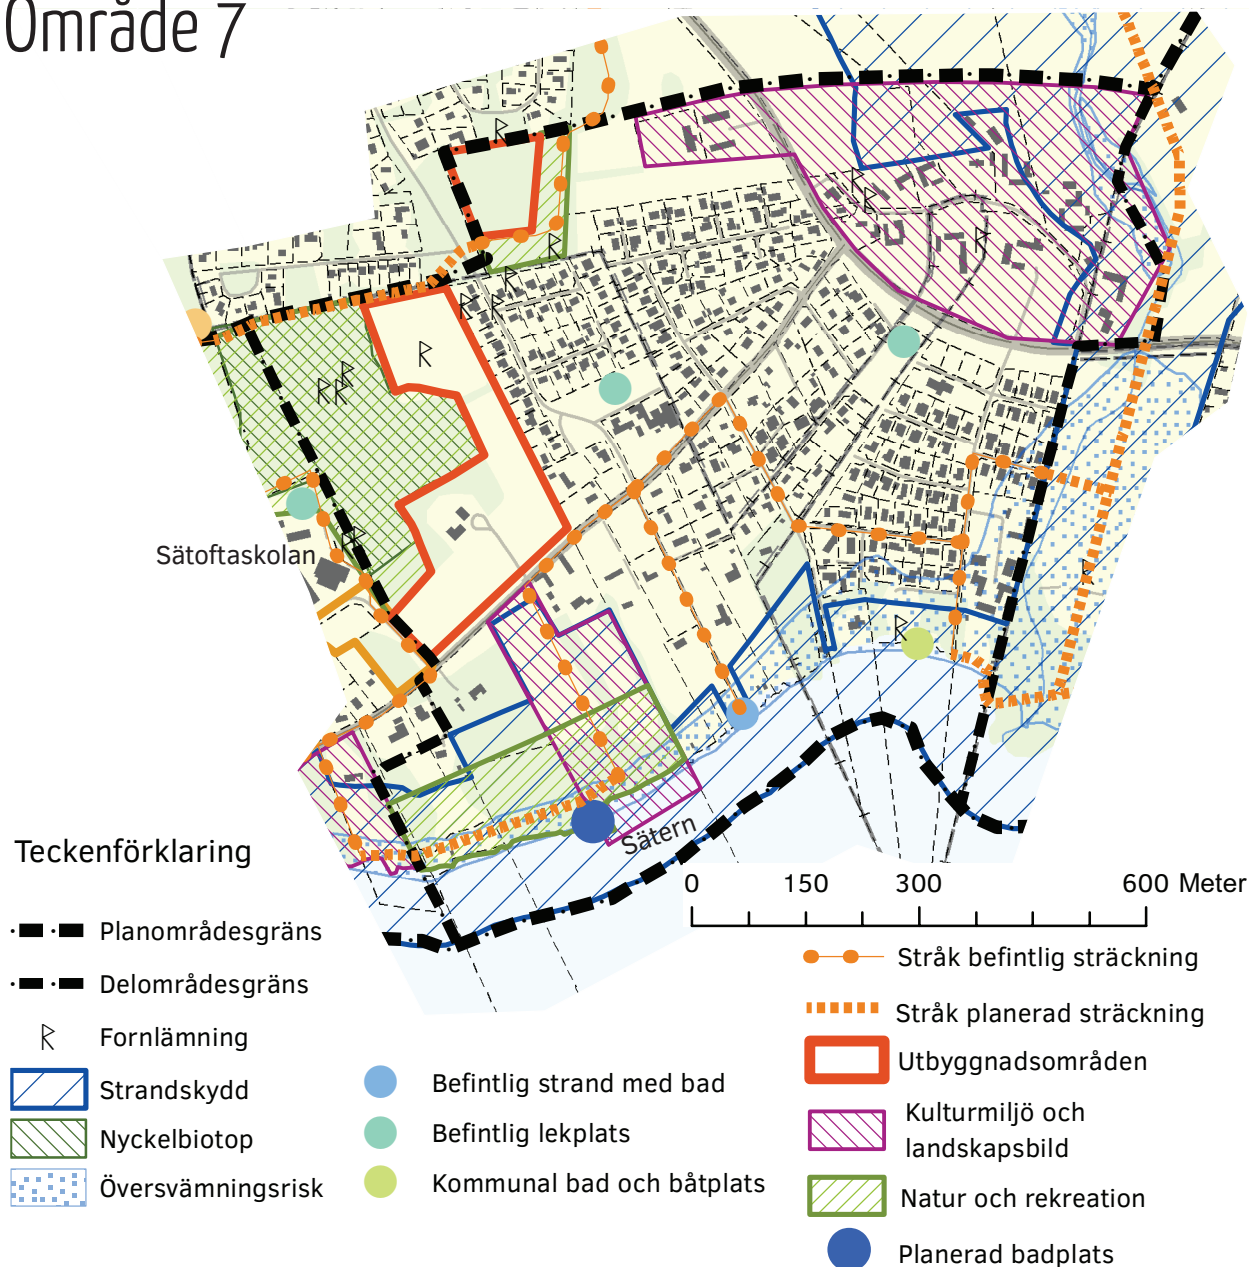 Område 7
Sätoftaskolan
Sätern
Teckenförklaring
0 150 300 600 Meter
Planområdesgräns
Delområdesgräns
Fornlämning
Strandskydd
Nyckelbiotop
Översvämningsrisk
Befintlig strand med bad
Befintlig lekplats
Kommunal bad och båtplats
Stråk befintlig sträckning
Stråk planerad sträckning
Utbyggnadsområden
Kulturmiljö och
landskapsbild
Natur och rekreation
Planerad badplats